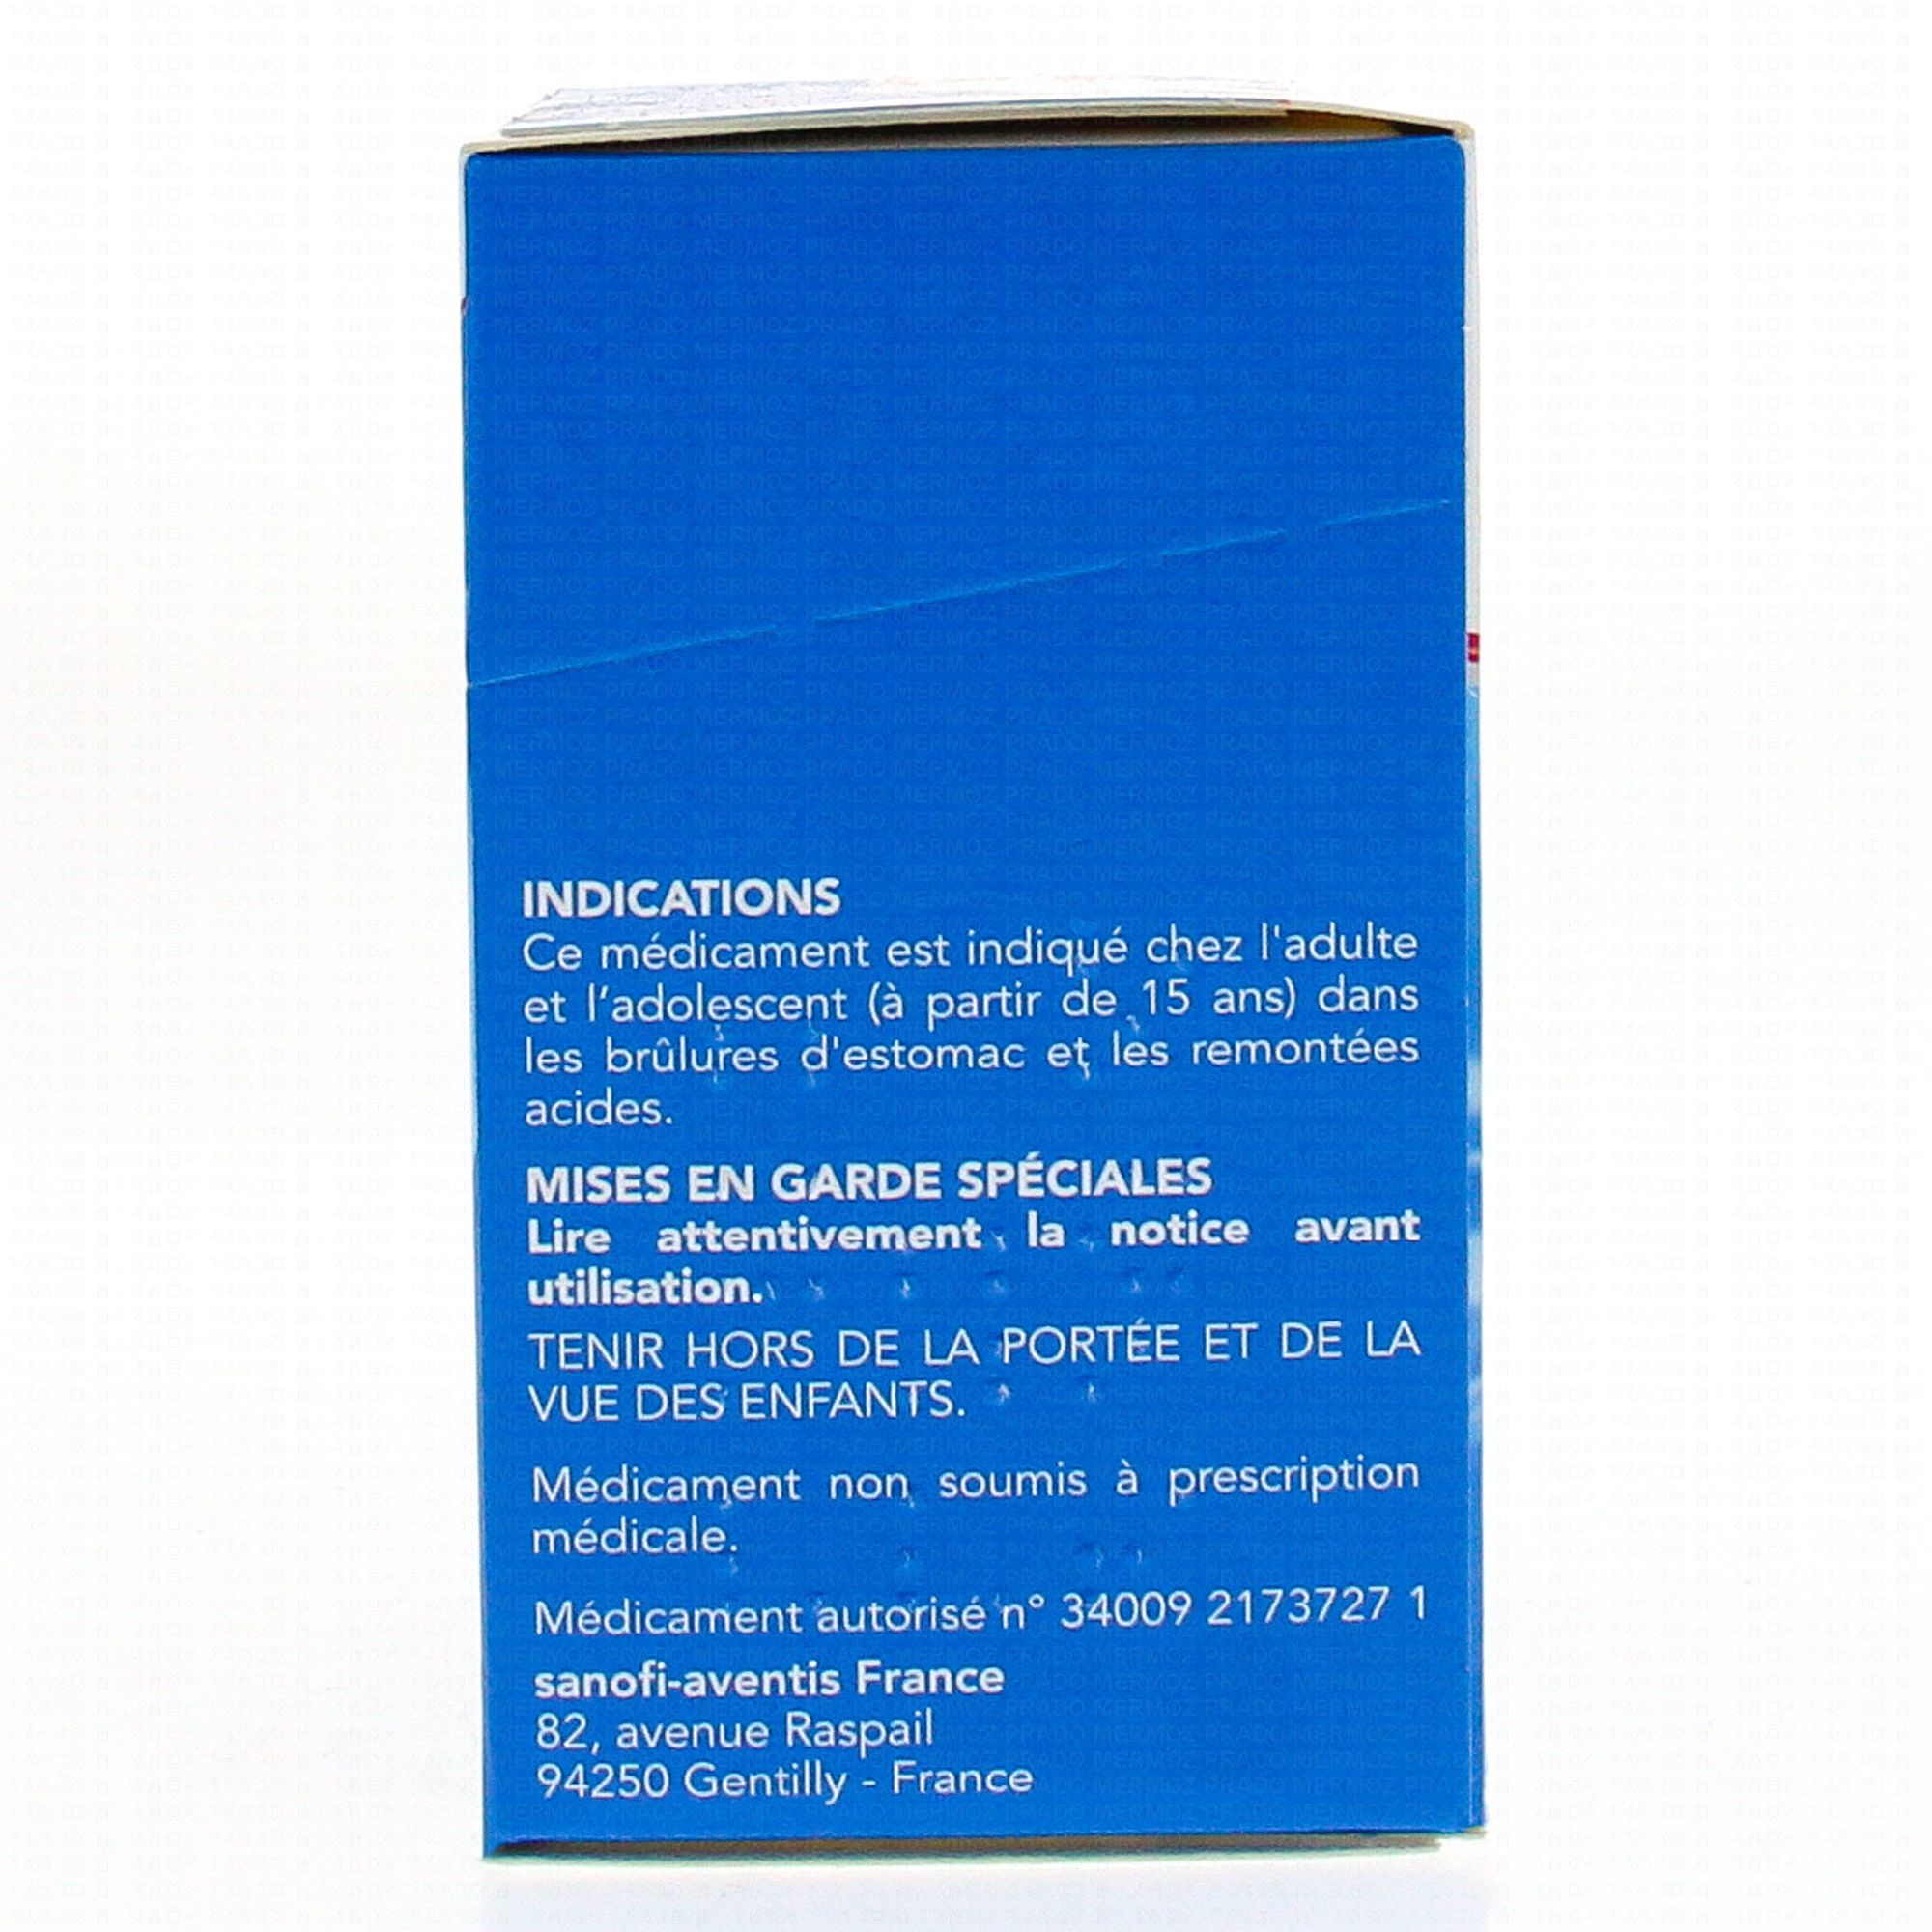 INDICATIONS
Ce médicament est indiqué chez l'adulte
et l’adolescent (à partir de 15 ans) dans
les brûlures d'estomac et les remontées
acides.
MISES EN GARDE SPÉCIALES
Lire attentivement la notice avant
utilisation.
TENIR HORS DE LA PORTÉE ET DE LA
VUE DES ENFANTS.
Médicament non soumis à prescription
médicale.
Médicament autorisé n° 34009 2173727 1
sanofi-aventis France
82, avenue Raspail
94250 Gentilly - France